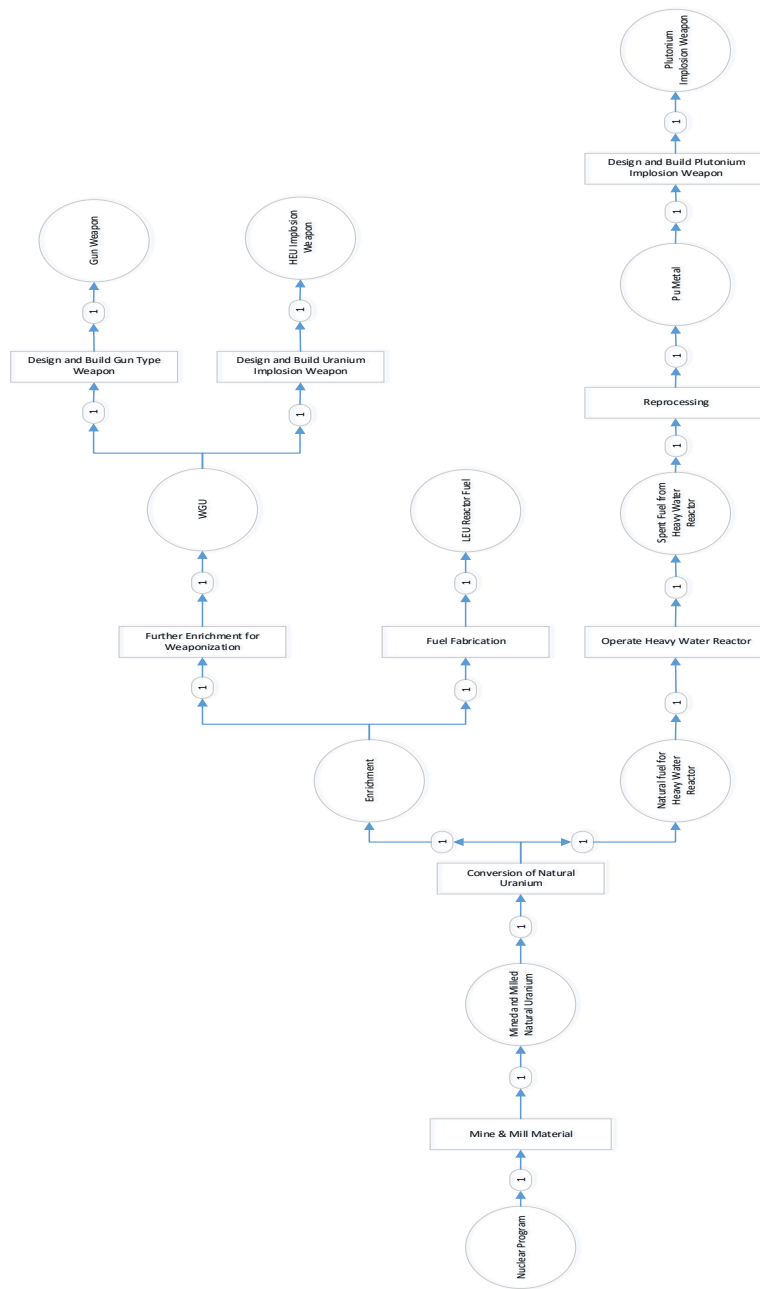 Plutonium
Implosion Weapon
1
Design and Build Plutonium
Implosion Weapon
1
Gun Weapon
HEU Implosion
Weapon
Pu Metal
1
1
1
Design and Build Gun Type
Weapon
Design and Build Uranium
Implosion Weapon
Reprocessing
1
1
1
WGU
LEU Reactor Fuel
Spent Fuel from
Heavy Water
Reactor
1
1
1
Further Enrichment for
Weaponization
Fuel Fabrication
Operate Heavy Water Reactor
1
1
1
Enrichment
Natural fuel for
Heavy Water
Reactor
1
1
Conversion of Natural
Uranium
1
Mined and Milled
Natural Uranium
1
Mine & Mill Material
1
Nuclear Program